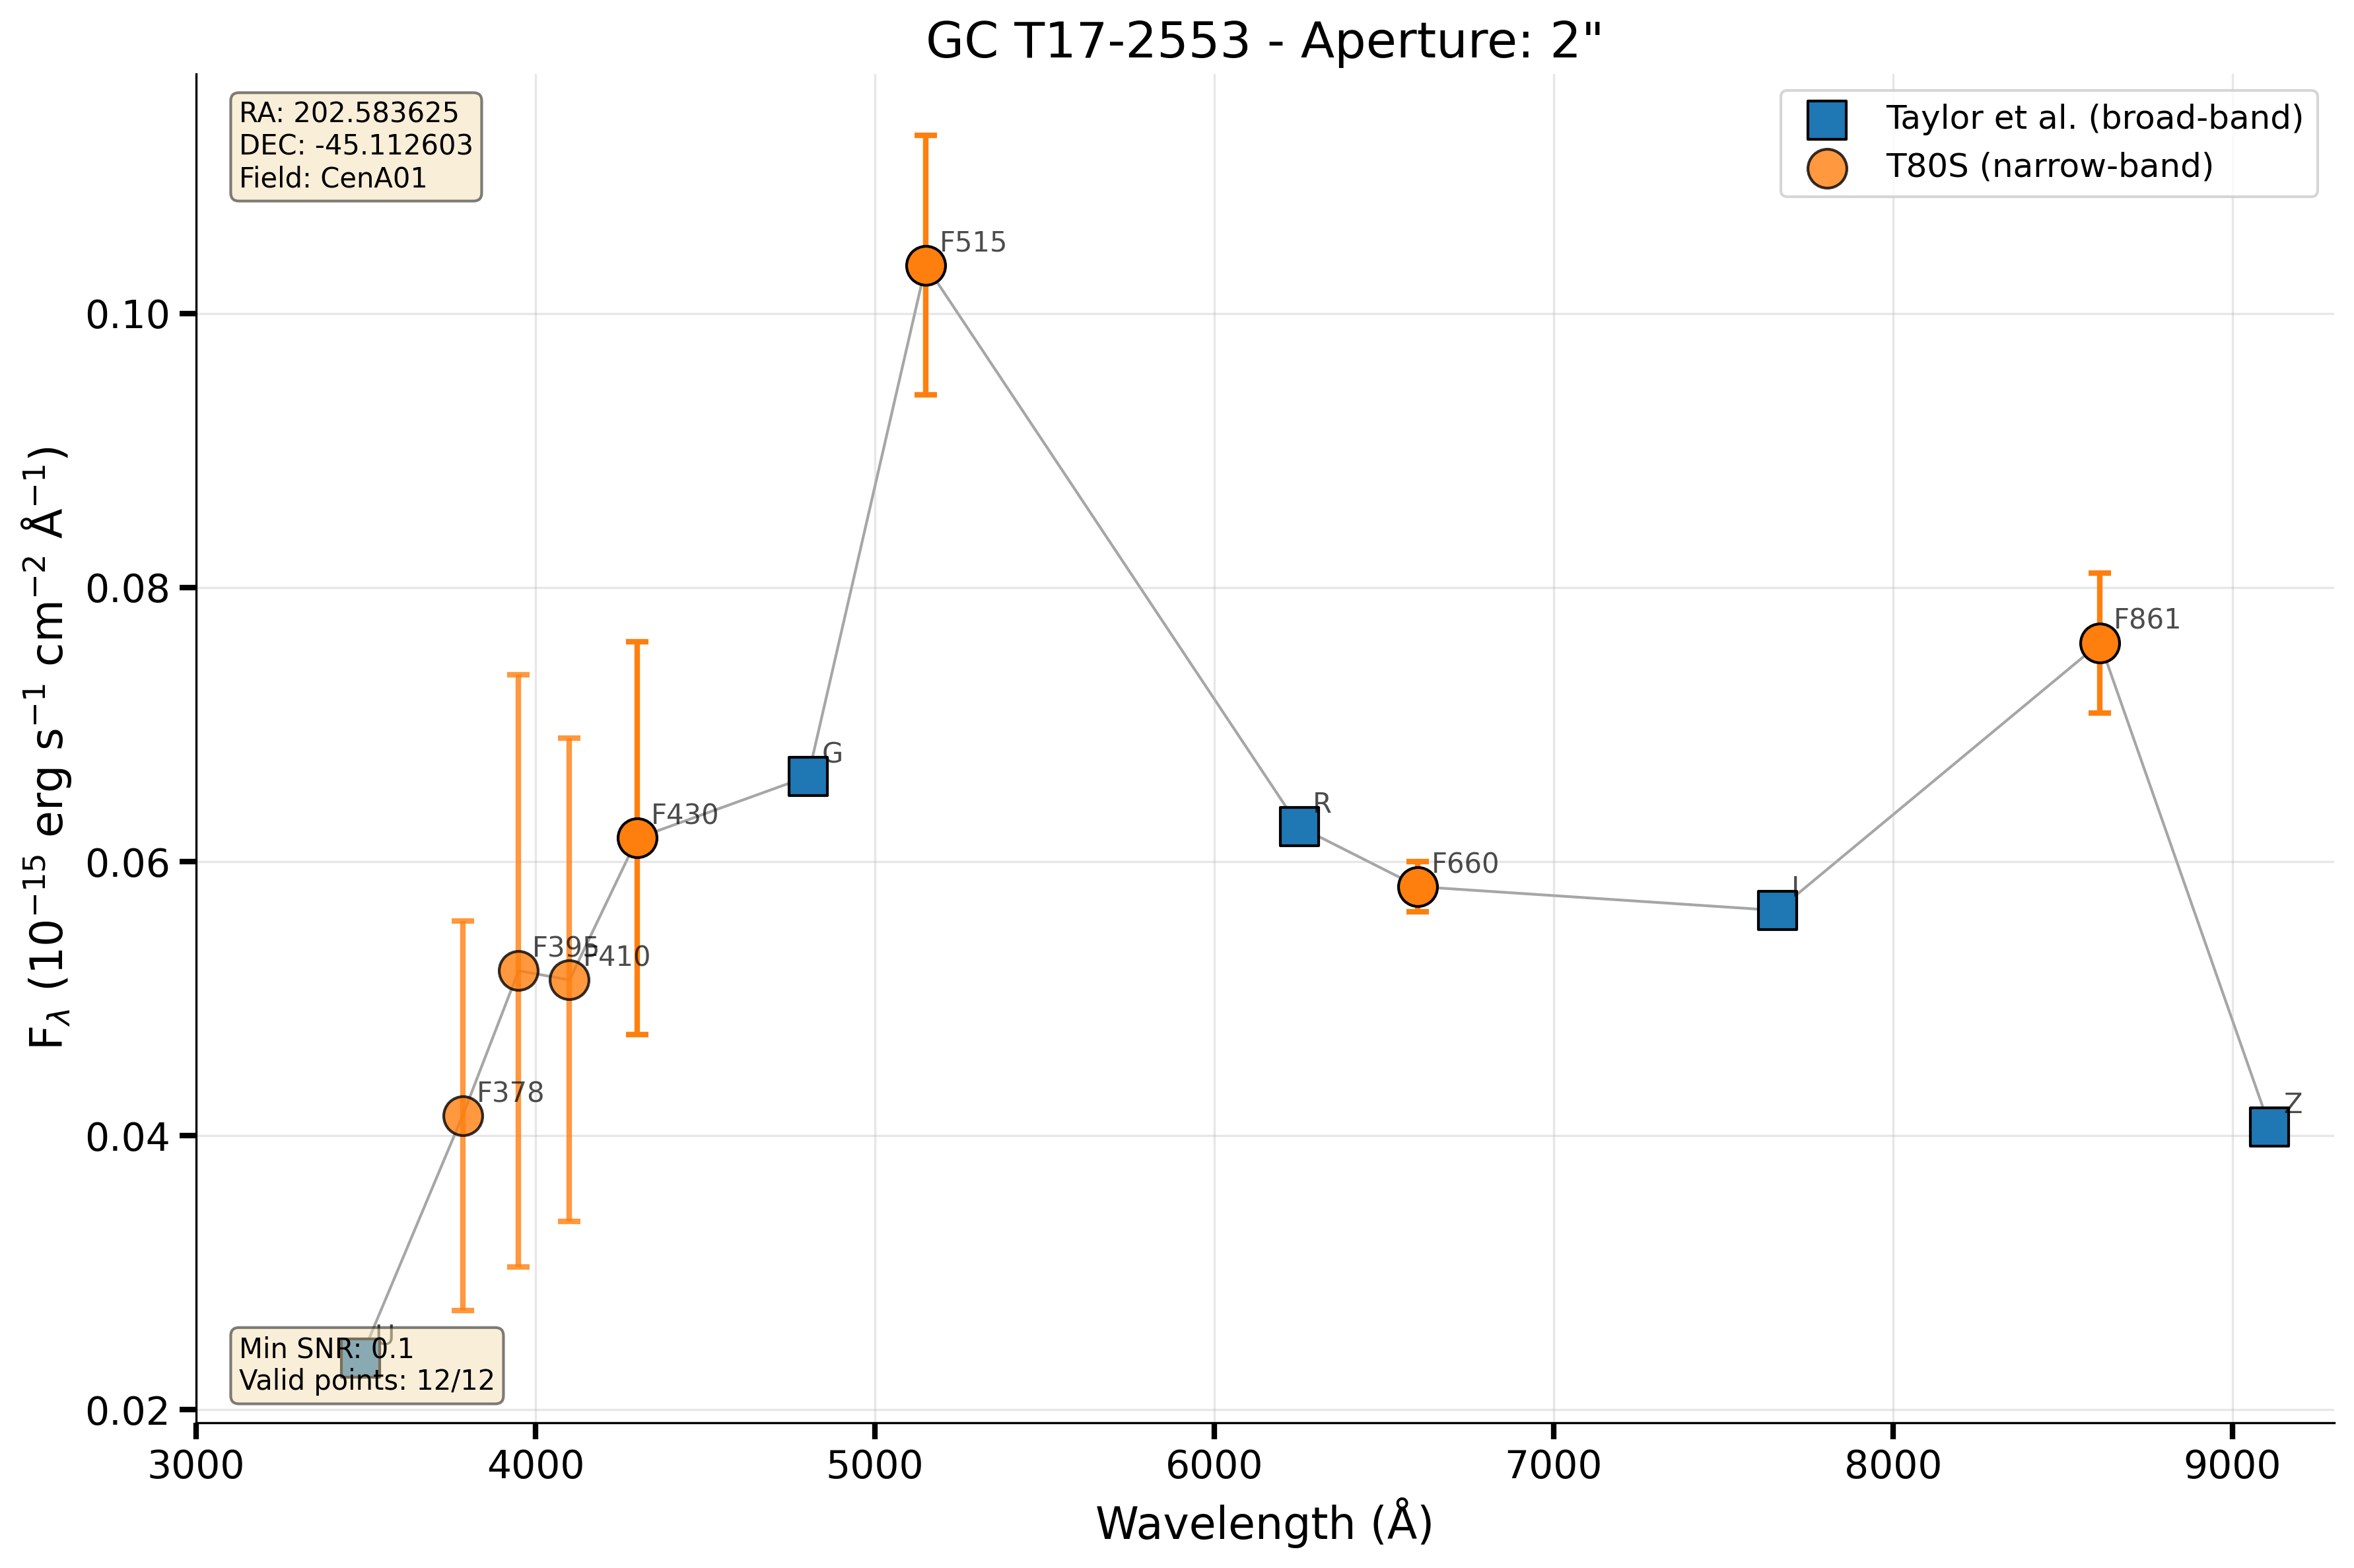 GC T17-2553 - Aperture: 2"
RA: 202.583625
DEC: -45.112603
Field: CenA01
Taylor et al. (broad-band)
T80S (narrow-band)
F515
F861
G
F430
R
F660
I
F395
F410
F378
Z
U
Min SNR: 0.1
Valid points: 12/12
0.10
0.08
0.06
0.04
0.02
3000 4000 5000 6000 7000 8000 9000
Wavelength (Å)
F_λ (10⁻¹⁵ erg s⁻¹ cm⁻² Å⁻¹)